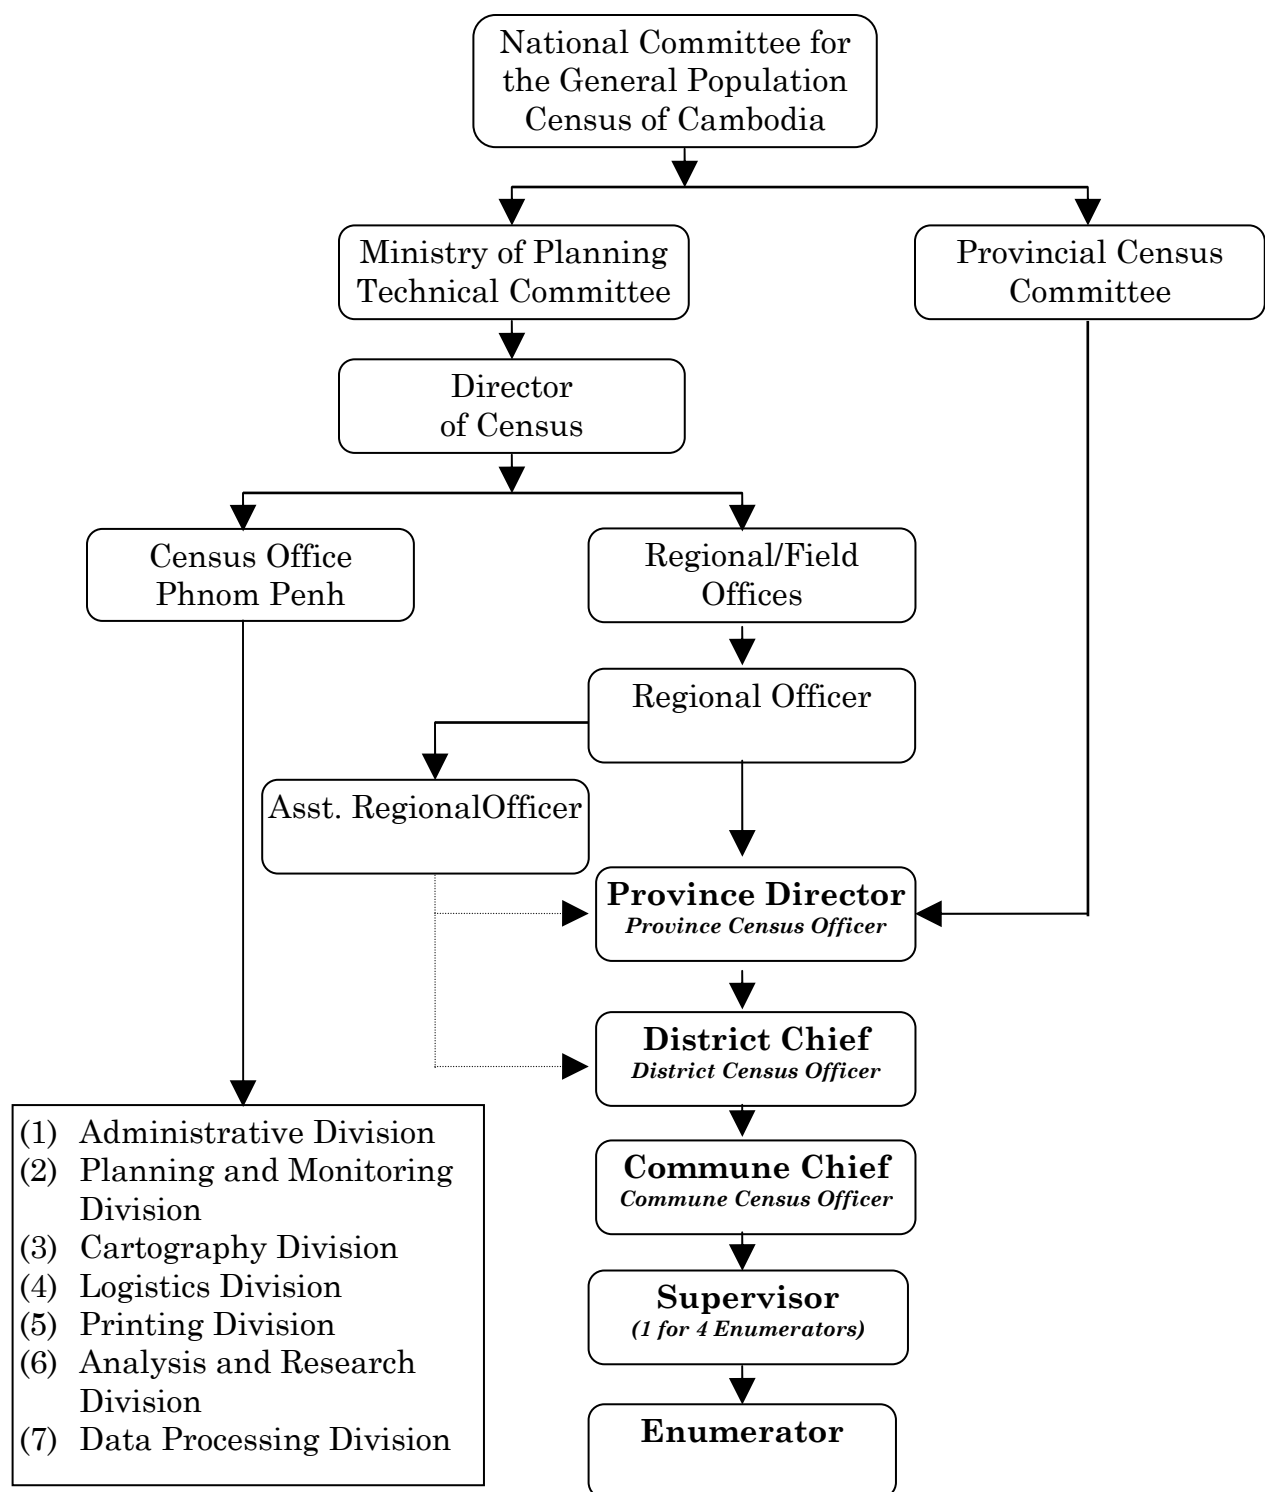 National Committee for
the General Population
Census of Cambodia
Ministry of Planning
Technical Committee
Provincial Census
Committee
Director
of Census
Census Office
Phnom Penh
Regional/Field
Offices
Regional Officer
Asst. RegionalOfficer
Province Director
Province Census Officer
District Chief
District Census Officer
Commune Chief
Commune Census Officer
Supervisor
(1 for 4 Enumerators)
Enumerator
(1) Administrative Division
(2) Planning and Monitoring
Division
(3) Cartography Division
(4) Logistics Division
(5) Printing Division
(6) Analysis and Research
Division
(7) Data Processing Division